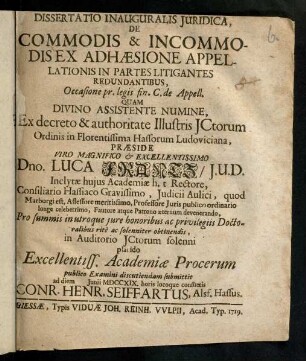 DISSERTATIO INAUGURALIS JURIDICA,
DE
COMMODIS & INCOMMO-
DIS EX ADHÆSIONE APPEL-
LATIONIS IN PARTES LITIGANTES
REDUNDANTIBUS,
Occasione pr. legis fin. C. de Appell.
QUAM
DIVINO ASSISTENTE NUMINE,
Ex decreto & authoritate Illustris JCtorum
Ordinis in Florentissima Hassorum Ludoviciana,
PRÆSIDE
VIRO MAGNIFICO & EXCELLENTISSIMO
Dno. LUCA FRANTZ / J.U.D.
Inclytæ hujus Academiæ h. t. Rectore,
Consiliario Hassiaco Gravissimo, Judicii Aulici, quod
Marburgi est, Assessore meritissimo, Professore Juris publico ordinario
longe celeberrimo, Fautore atque Patrono æternum devenerando,
Pro summis in utroque jure honoribus ac privilegiis Docto-
ralibus rite ac solenniter obtinendis,
in Auditorio JCtorum solenni
placido
Excellentiss. Academiæ Procerum
publico Examini discutiendam submittit
ad diem Junii MDCCXIX. horis locoque consuetis
CONR. HENR. SEIFFARTUS, Alsf. Hassus.
GIESSÆ, Typis VIDUÆ JOH. REINH. VULPII, Acad. Typ. 1719.